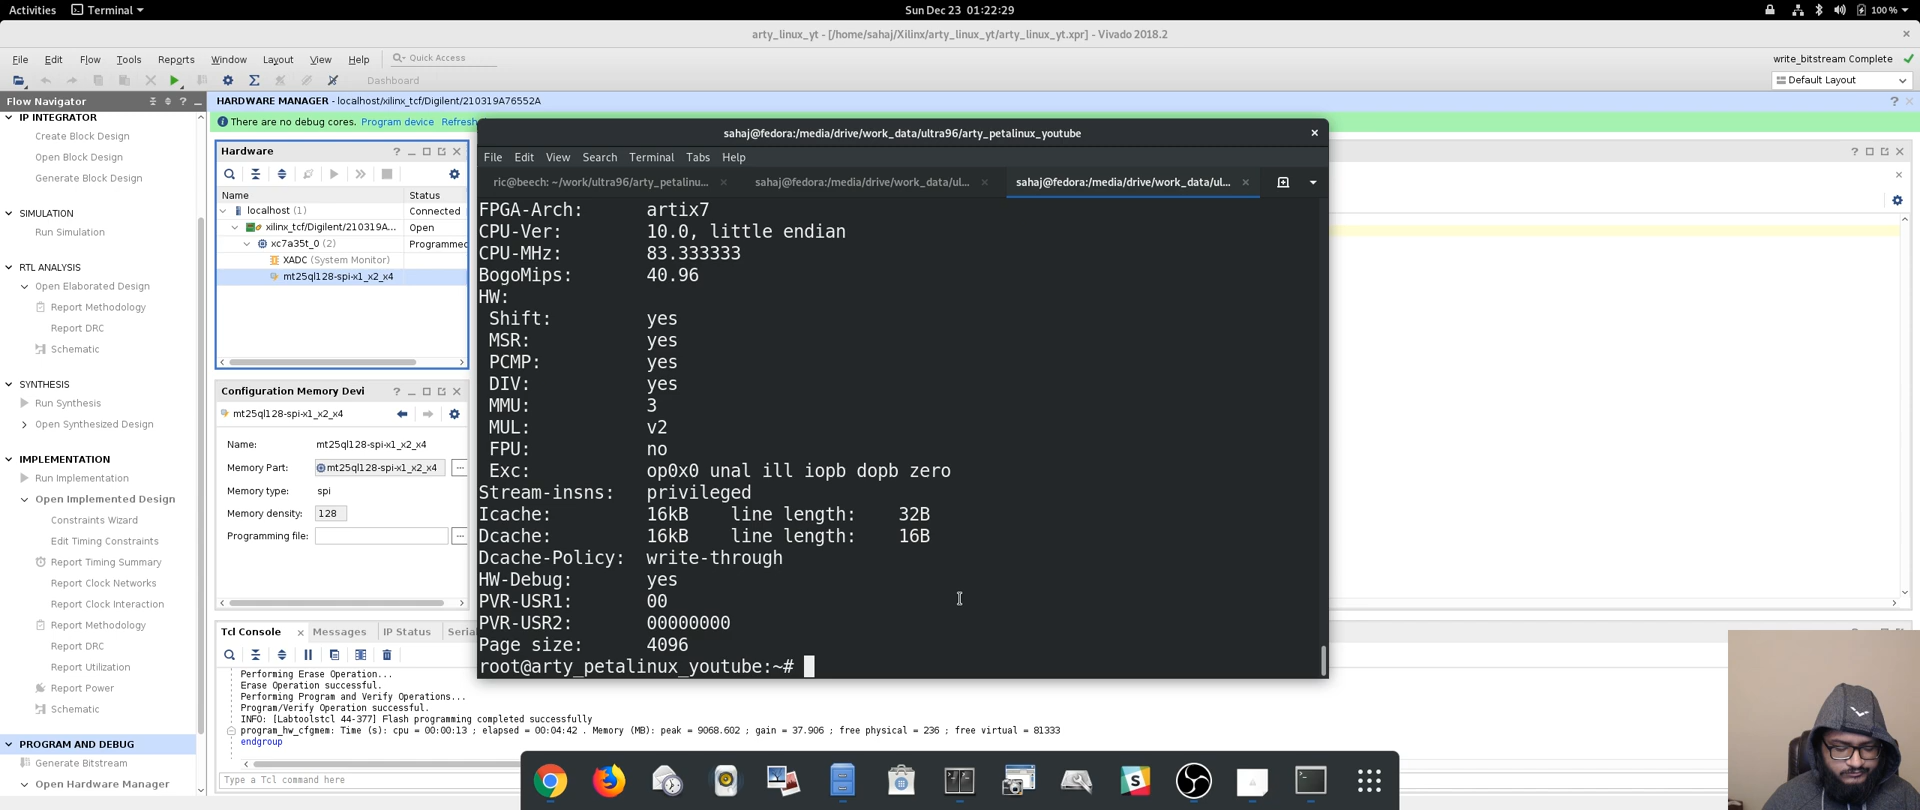 Activities
Terminal
Sun Dec 23 01:22:29
100 %
arty_linux_yt - [/home/sahaj/Xilinx/arty_linux_yt/arty_linux_yt.xpr] - Vivado 2018.2
File Edit Flow Tools Reports Window Layout View Help
Quick Access
write_bitstream Complete
Dashboard
Default Layout
Flow Navigator
HARDWARE MANAGER - localhost/xilinx_tcf/Digilent/210319A76552A
There are no debug cores. Program device Refresh
IP INTEGRATOR
Create Block Design
Open Block Design
Generate Block Design
SIMULATION
Run Simulation
RTL ANALYSIS
Open Elaborated Design
Report Methodology
Report DRC
Schematic
SYNTHESIS
Run Synthesis
Open Synthesized Design
IMPLEMENTATION
Run Implementation
Open Implemented Design
Constraints Wizard
Edit Timing Constraints
Report Timing Summary
Report Clock Networks
Report Clock Interaction
Report Methodology
Report DRC
Report Utilization
Report Power
Schematic
PROGRAM AND DEBUG
Generate Bitstream
Open Hardware Manager
Hardware
Name Status
localhost (1) Connected
xilinx_tcf/Digilent/210319A... Open
xc7a35t_0 (2) Programmed
XADC (System Monitor)
mt25ql128-spi-x1_x2_x4
Configuration Memory Devi
mt25ql128-spi-x1_x2_x4
Name: mt25ql128-spi-x1_x2_x4
Memory Part: mt25ql128-spi-x1_x2_x4
Memory type: spi
Memory density: 128
Programming file:
Tcl Console Messages IP Status Seria
Performing Erase Operation...
Erase Operation successful.
Performing Program and Verify Operations...
Program/Verify Operation successful.
INFO: [Labtoolstcl 44-377] Flash programming completed successfully
program_hw_cfgmem: Time (s): cpu = 00:00:13 ; elapsed = 00:04:42 . Memory (MB): peak = 9068.602 ; gain = 37.906 ; free physical = 236 ; free virtual = 81333
endgroup
Type a Tcl command here
sahaj@fedora:/media/drive/work_data/ultra96/arty_petalinux_youtube
File Edit View Search Terminal Tabs Help
ric@beech: ~/work/ultra96/arty_petalinu...
sahaj@fedora:/media/drive/work_data/ul...
sahaj@fedora:/media/drive/work_data/ul...
FPGA-Arch: artix7
CPU-Ver: 10.0, little endian
CPU-MHz: 83.333333
BogoMips: 40.96
HW:
Shift: yes
MSR: yes
PCMP: yes
DIV: yes
MMU: 3
MUL: v2
FPU: no
Exc: op0x0 unal ill iopb dopb zero
Stream-insns: privileged
Icache: 16kB line length: 32B
Dcache: 16kB line length: 16B
Dcache-Policy: write-through
HW-Debug: yes
PVR-USR1: 00
PVR-USR2: 00000000
Page size: 4096
root@arty_petalinux_youtube:~#